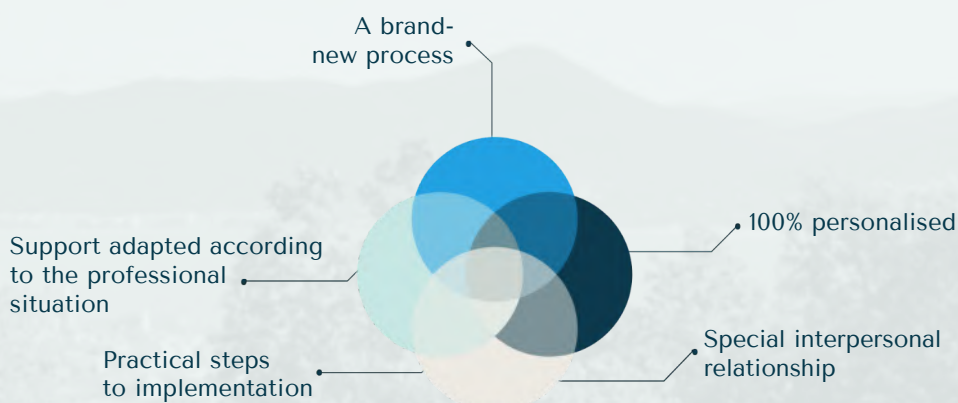 A brand-
new process
100% personalised
Support adapted according
to the professional
situation
Special interpersonal
relationship
Practical steps
to implementation